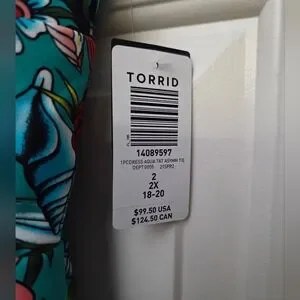 TORRID
14089597
1PCDRESS AQUA TAT ASYMM TIE
DEPT 0055 21SPR2
2
2X
18-20
$99.50 USA
$124.50 CAN